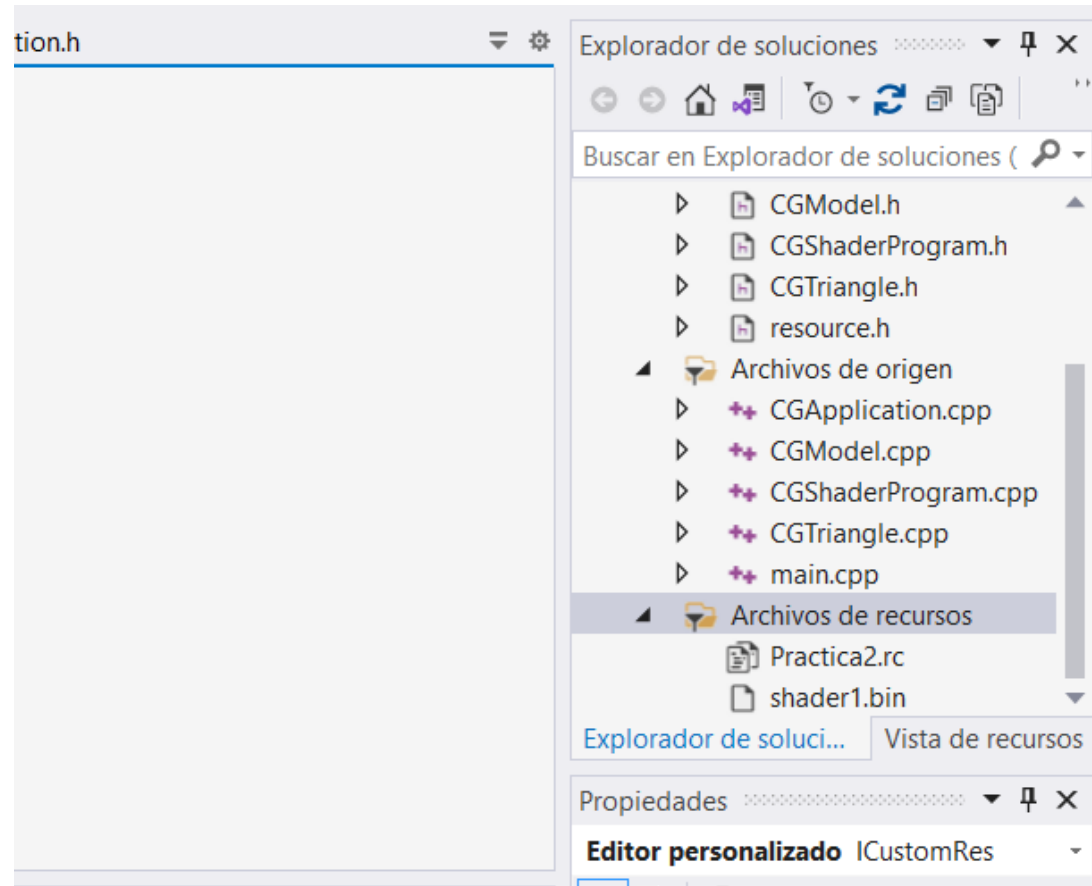 tion.h
Explorador de soluciones
Buscar en Explorador de soluciones (
CGModel.h
CGShaderProgram.h
CGTriangle.h
resource.h
Archivos de origen
CGApplication.cpp
CGModel.cpp
CGShaderProgram.cpp
CGTriangle.cpp
main.cpp
Archivos de recursos
Practica2.rc
shader1.bin
Explorador de soluci... Vista de recursos
Propiedades
Editor personalizado ICustomRes